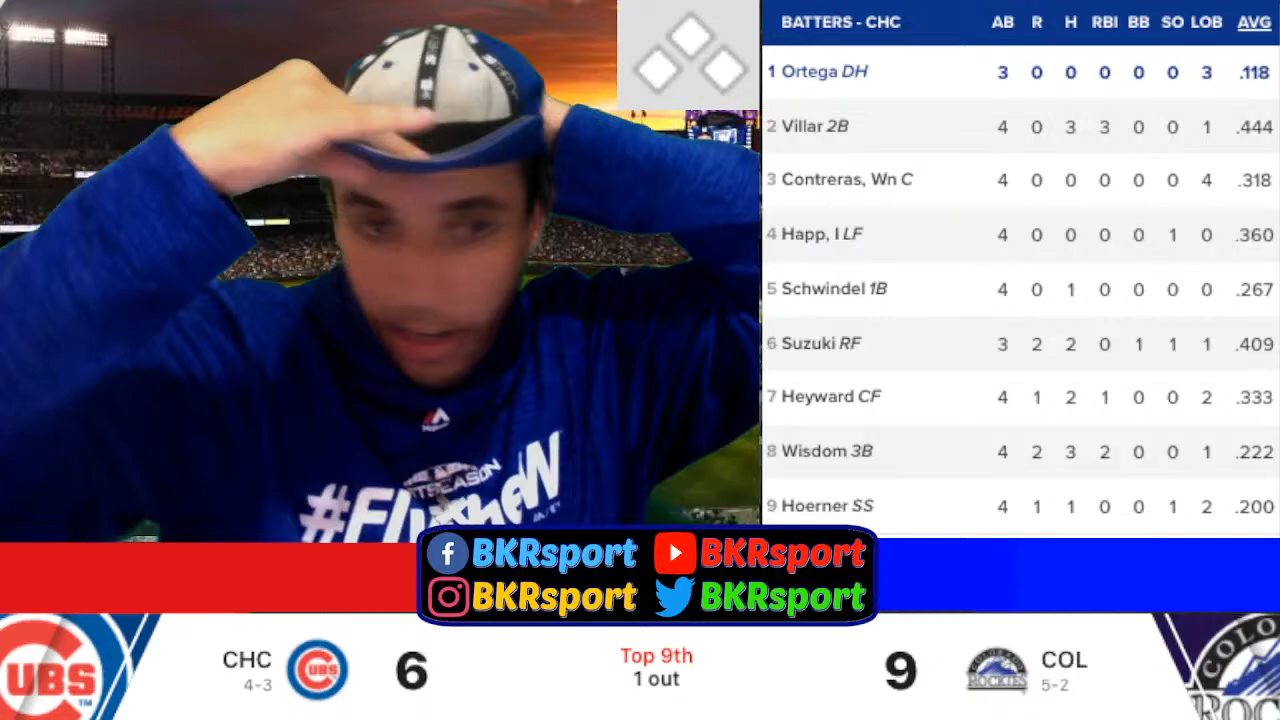 BATTERS - CHC AB R H RBI BB SO LOB AVG
1 Ortega DH 3 0 0 0 0 0 3 .118
2 Villar 2B 4 0 3 3 0 0 1 .444
3 Contreras, Wn C 4 0 0 0 0 0 4 .318
4 Happ, I LF 4 0 0 0 0 1 0 .360
5 Schwindel 1B 4 0 1 0 0 0 0 .267
6 Suzuki RF 3 2 2 0 1 1 1 .409
7 Heyward CF 4 1 2 1 0 0 2 .333
8 Wisdom 3B 4 2 3 2 0 0 1 .222
9 Hoerner SS 4 1 1 0 0 1 2 .200
BKRsport BKRsport
BKRsport BKRsport
CHC
4-3
CUBS
6
Top 9th
1 out
9
COLORADO
ROCKIES
COL
5-2
UBS
TM